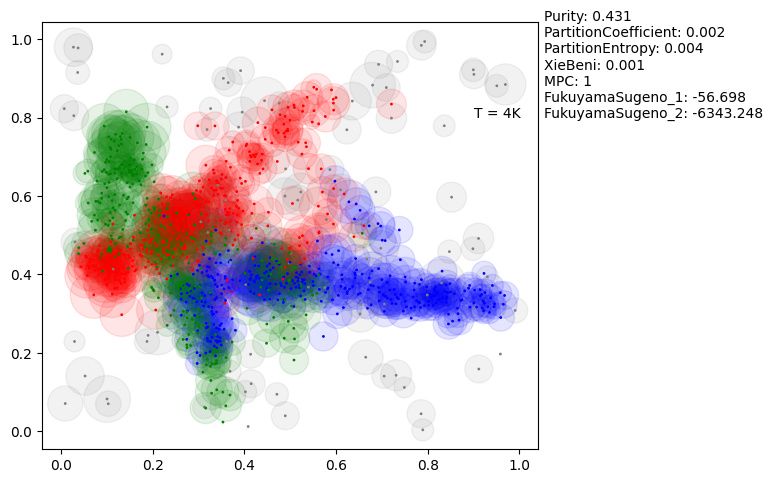 Purity: 0.431
PartitionCoefficient: 0.002
PartitionEntropy: 0.004
XieBeni: 0.001
MPC: 1
FukuyamaSugeno_1: -56.698
FukuyamaSugeno_2: -6343.248
T = 4K
1.0
0.8
0.6
0.4
0.2
0.0
0.0 0.2 0.4 0.6 0.8 1.0